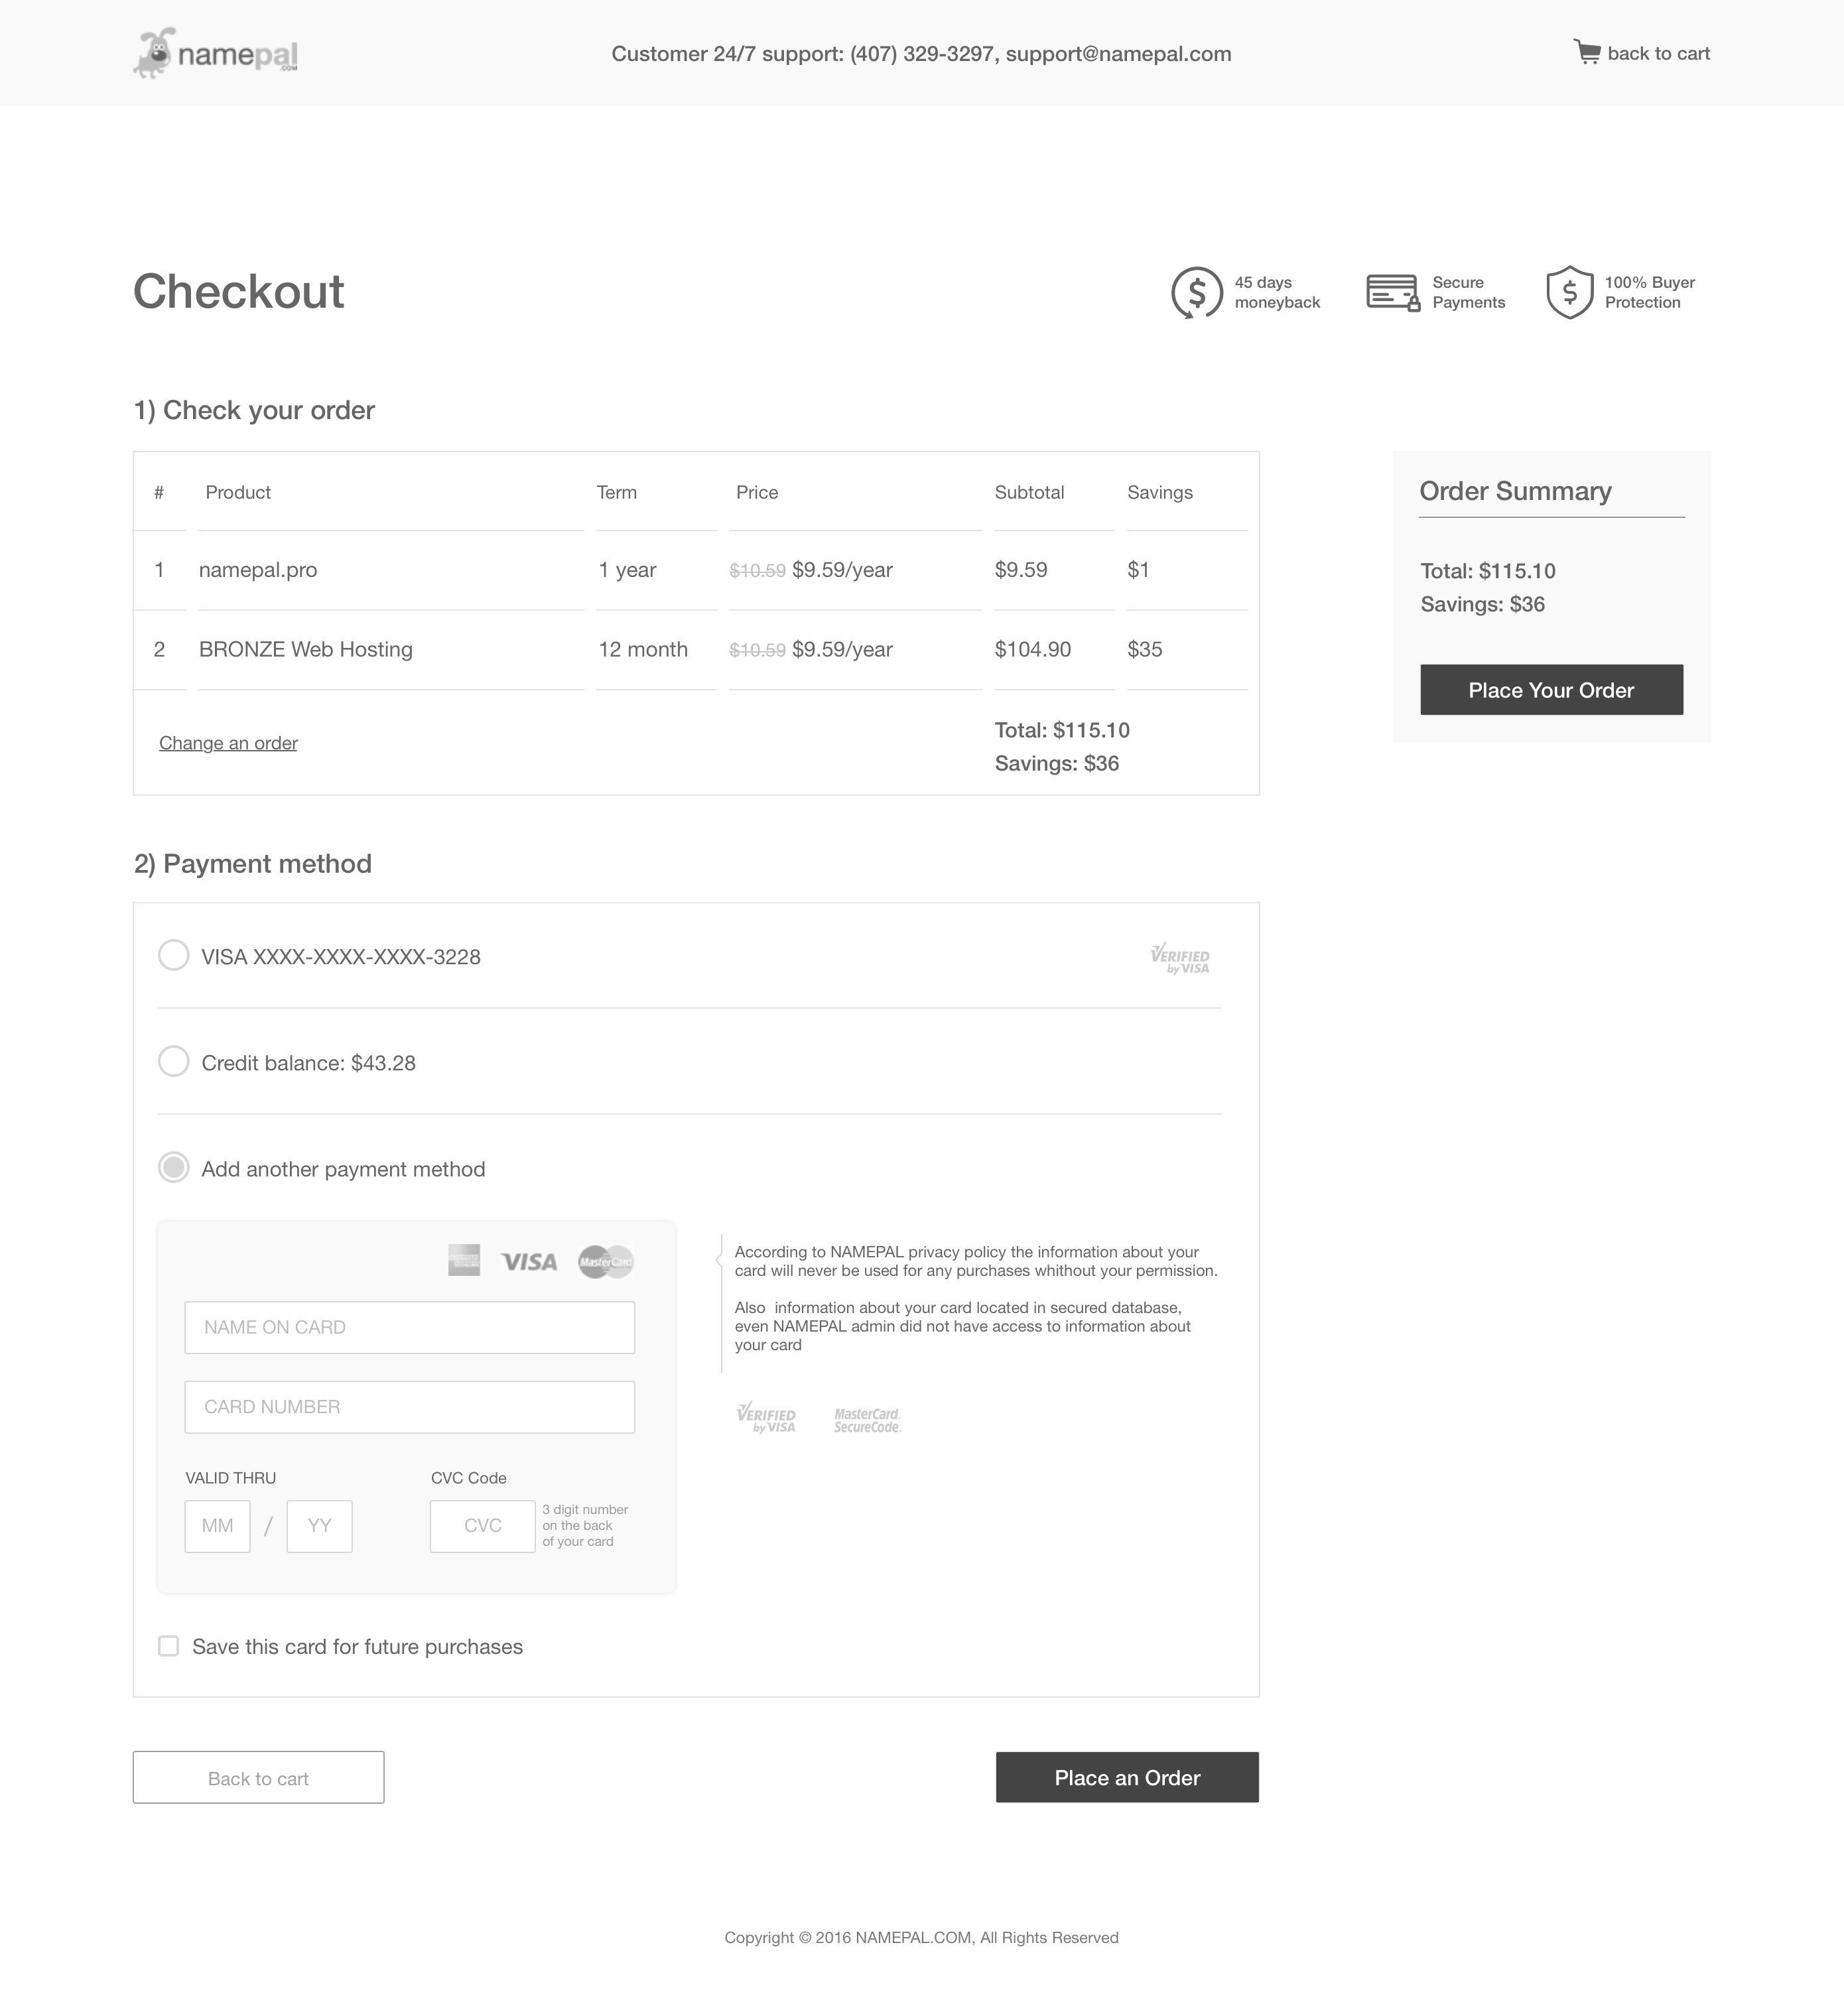 namepal
.COM
Customer 24/7 support: (407) 329-3297, support@namepal.com
back to cart
Checkout
45 days
moneyback
Secure
Payments
100% Buyer
Protection
1) Check your order
# Product Term Price Subtotal Savings
1 namepal.pro 1 year $10.59 $9.59/year $9.59 $1
2 BRONZE Web Hosting 12 month $10.59 $9.59/year $104.90 $35
Change an order
Total: $115.10
Savings: $36
Order Summary
Total: $115.10
Savings: $36
Place Your Order
2) Payment method
VISA XXXX-XXXX-XXXX-3228
VERIFIED
by VISA
Credit balance: $43.28
Add another payment method
VISA
MasterCard
NAME ON CARD
CARD NUMBER
VALID THRU
MM / YY
CVC Code
CVC
3 digit number
on the back
of your card
According to NAMEPAL privacy policy the information about your
card will never be used for any purchases whithout your permission.
Also  information about your card located in secured database,
even NAMEPAL admin did not have access to information about
your card
VERIFIED
by VISA
MasterCard.
SecureCode.
Save this card for future purchases
Back to cart
Place an Order
Copyright © 2016 NAMEPAL.COM, All Rights Reserved